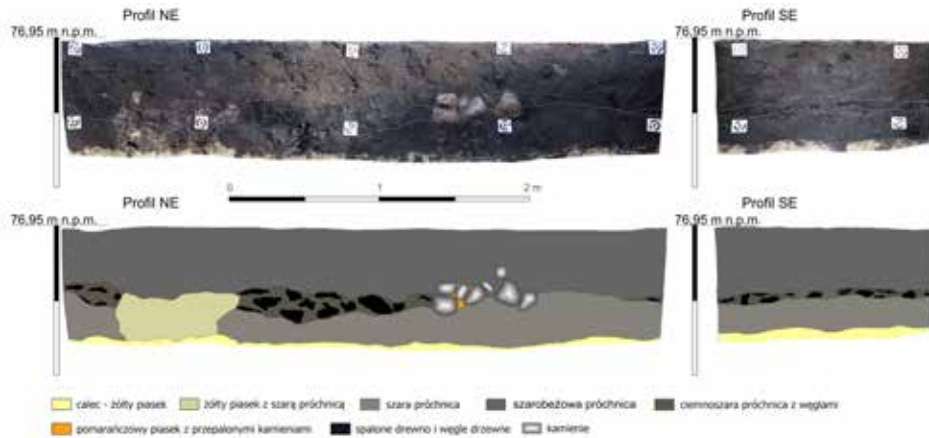 Profil NE
Profil SE
76,95 m n.p.m.
76,95 m n.p.m.
0 1 2 m
Profil NE
Profil SE
76,95 m n.p.m.
76,95 m n.p.m.
calec - żółty piasek
żółty piasek z szarą próchnicą
szara próchnica
szarobeżowa próchnica
ciemnoszara próchnica z węglami
pomarańczowy piasek z przepalonymi kamieniami
spalone drewno i węgle drzewne
kamienie